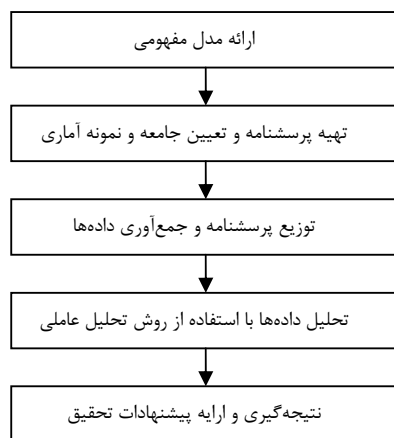 ارائه مدل مفهومی
تهیه پرسشنامه و تعیین جامعه و نمونه آماری
توزیع پرسشنامه و جمع‌آوری داده‌ها
تحلیل داده‌ها با استفاده از روش تحلیل عاملی
نتیجه‌گیری و ارایه پیشنهادات تحقیق